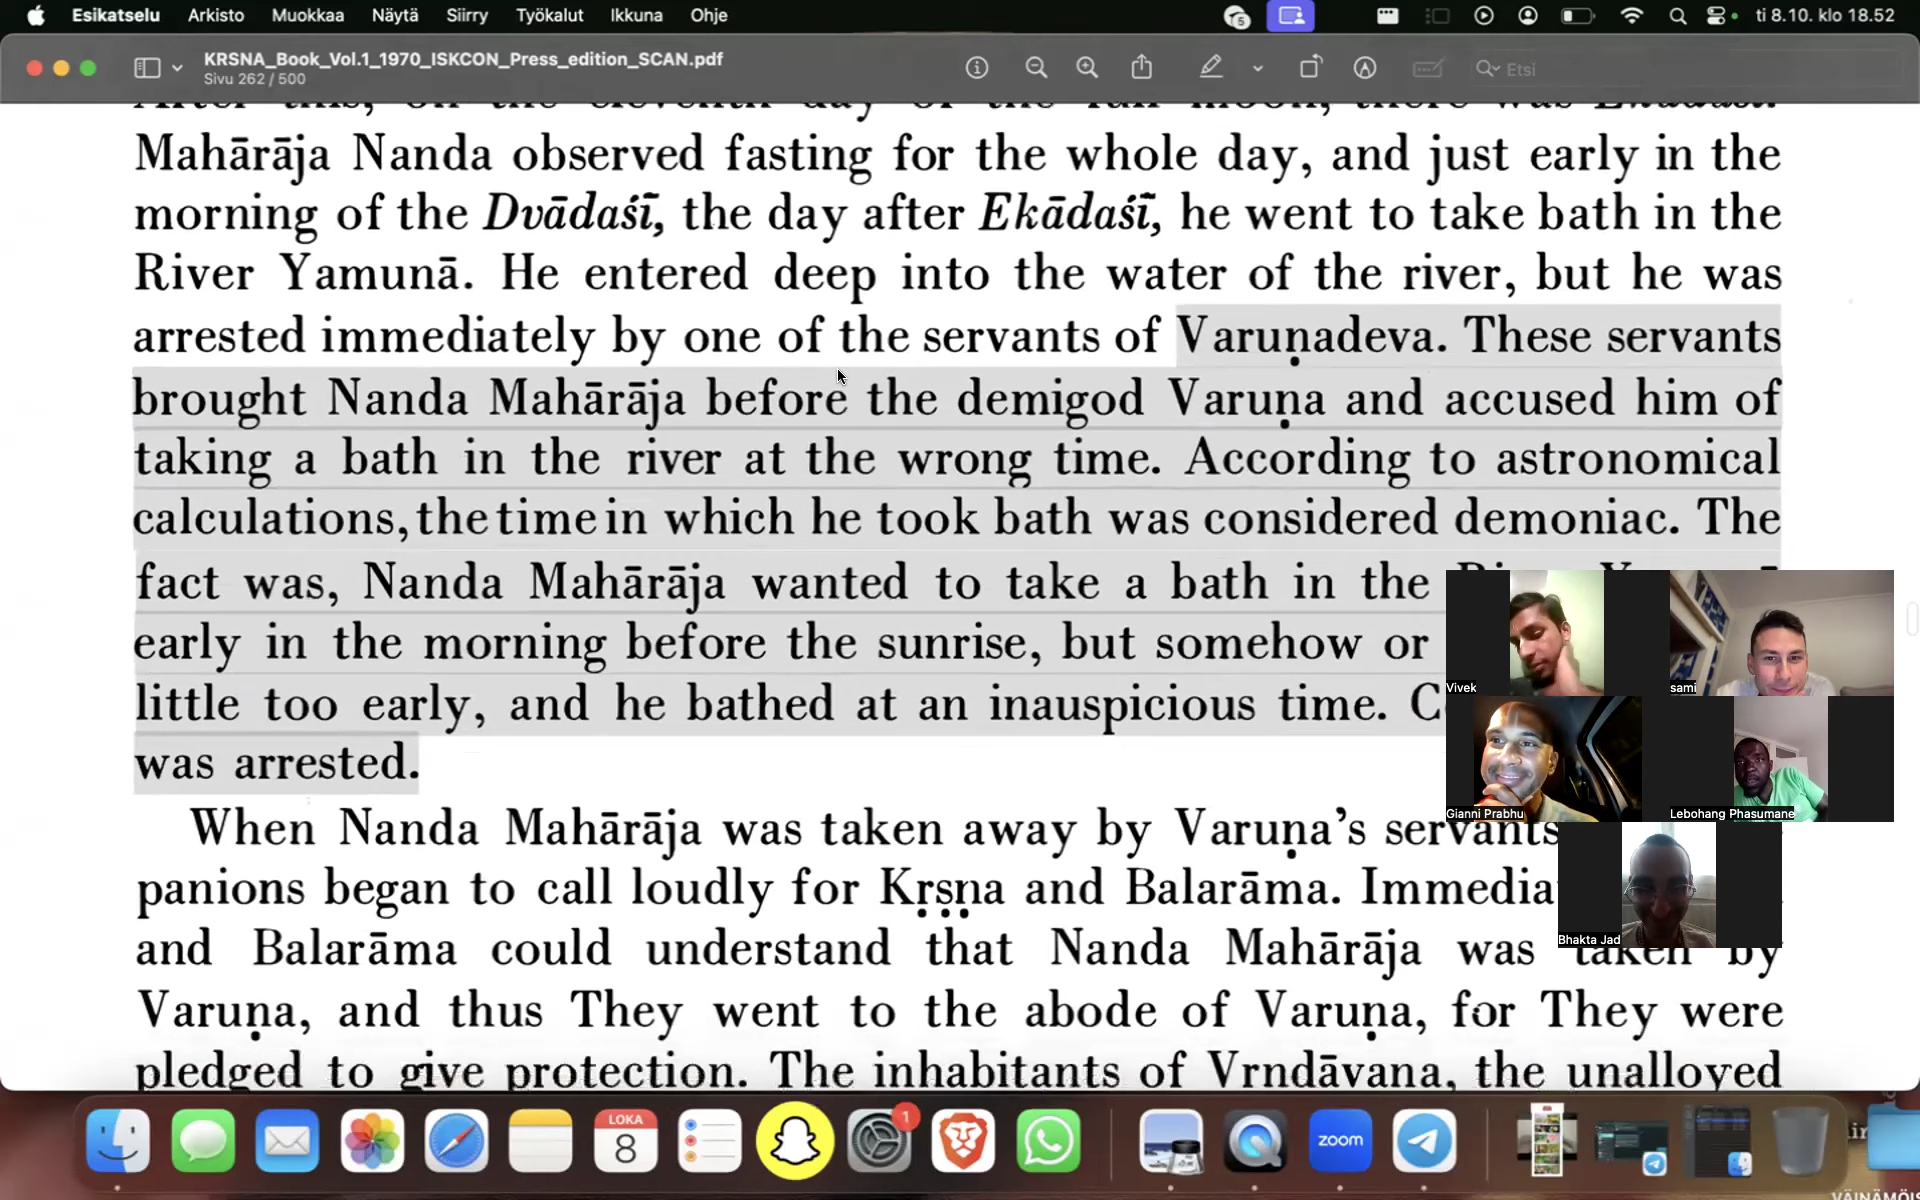 Esikatselu Arkisto Muokkaa Näytä Siirry Työkalut Ikkuna Ohje ti 8.10. klo 18.52
KRSNA_Book_Vol.1_1970_ISKCON_Press_edition_SCAN.pdf
Sivu 262 / 500
Etsi
Mahārāja Nanda observed fasting for the whole day, and just early in the
morning of the Dvādaśī, the day after Ekādaśī, he went to take bath in the
River Yamunā. He entered deep into the water of the river, but he was
arrested immediately by one of the servants of Varuṇadeva. These servants
brought Nanda Mahārāja before the demigod Varuṇa and accused him of
taking a bath in the river at the wrong time. According to astronomical
calculations, the time in which he took bath was considered demoniac. The
fact was, Nanda Mahārāja wanted to take a bath in the
early in the morning before the sunrise, but somehow or
little too early, and he bathed at an inauspicious time.
was arrested.
When Nanda Mahārāja was taken away by Varuṇa's servants
panions began to call loudly for Kṛṣṇa and Balarāma.
and Balarāma could understand that Nanda Mahārāja was taken by
Varuṇa, and thus They went to the abode of Varuṇa, for They were
pledged to give protection. The inhabitants of Vrndāvana, the unalloyed
Vivek
sami
Gianni Prabhu
Lebohang Phasumane
Bhakta Jad
LOKA
8
1
zoom